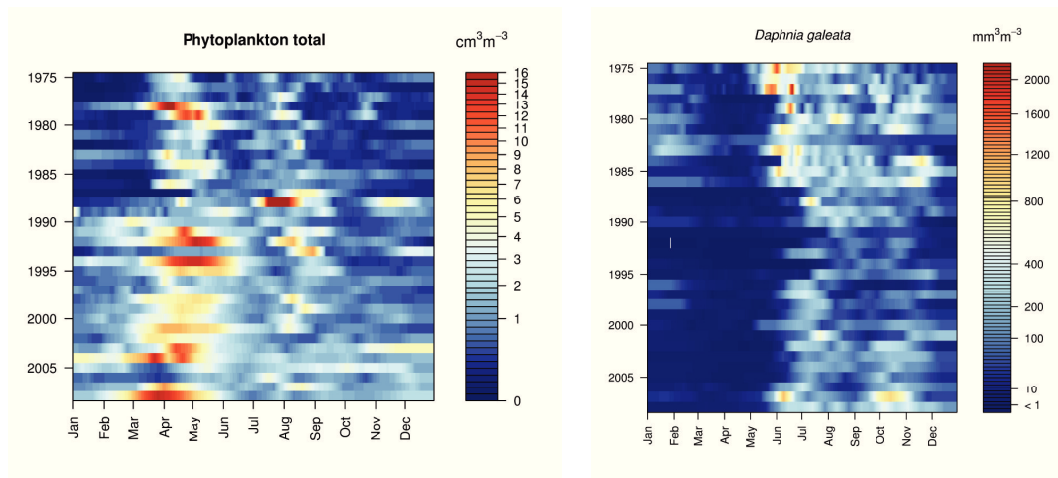 Phytoplankton total
cm³m⁻³
1975
1980
1985
1990
1995
2000
2005
16
15
14
13
12
11
10
9
8
7
6
5
4
3
2
1
0
Jan
Feb
Mar
Apr
May
Jun
Jul
Aug
Sep
Oct
Nov
Dec
Daphnia galeata
mm³m⁻³
1975
1980
1985
1990
1995
2000
2005
2000
1600
1200
800
400
200
100
10
< 1
Jan
Feb
Mar
Apr
May
Jun
Jul
Aug
Sep
Oct
Nov
Dec